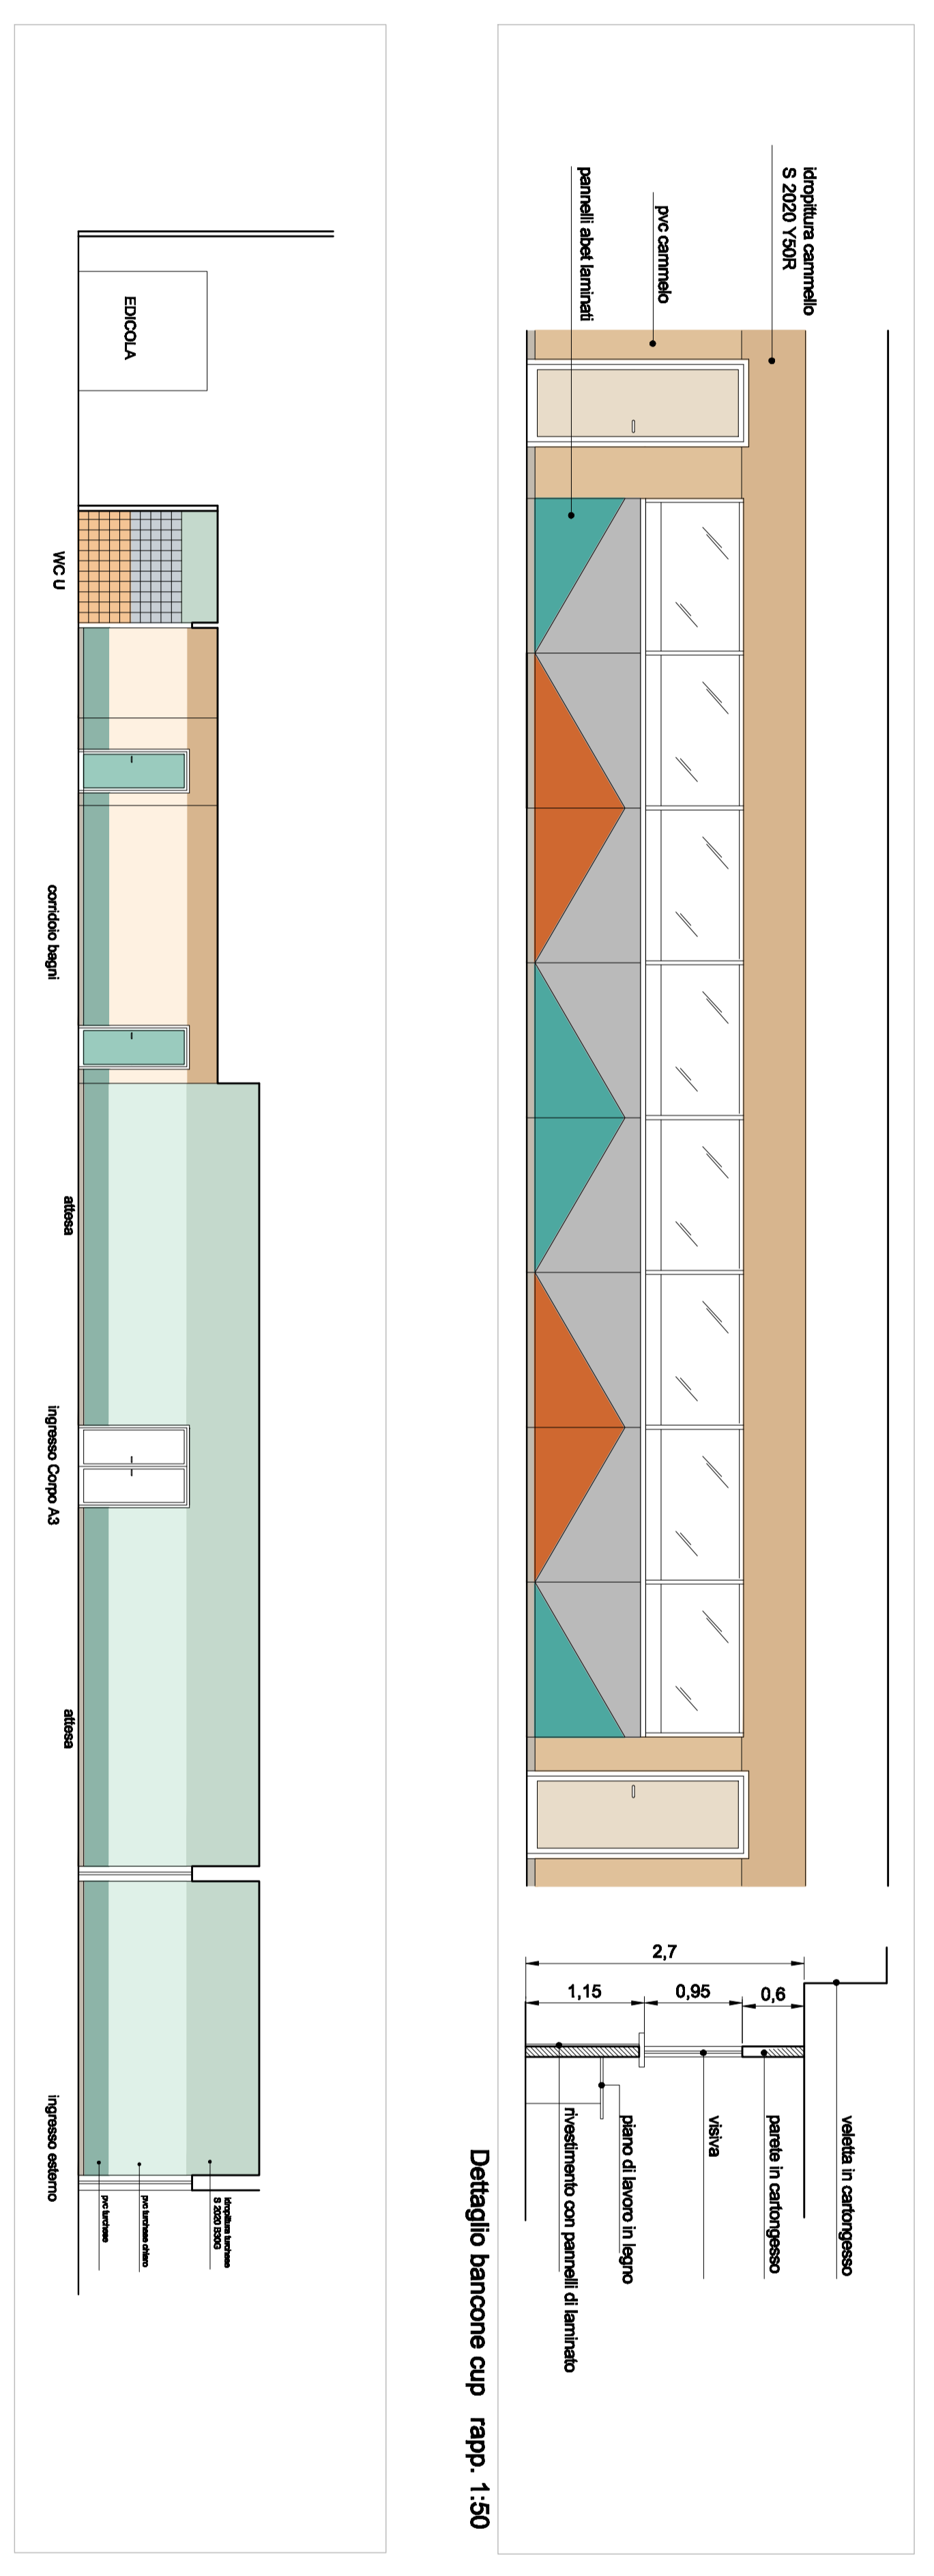 idropittura cammello
S 2020 Y50R
pvc cammelo
pannelli abet laminati
2,7
1,15
0,95
0,6
veletta in cartongesso
parete in cartongesso
visiva
piano di lavoro in legno
rivestimento con pannelli di laminato
Dettaglio bancone cup rapp. 1:50
EDICOLA
WC U
corridoio bagni
attesa
ingresso Corpo A3
attesa
ingresso esterno
idropittura turchese
S 2020 B30G
pvc turchese chiaro
pvc turchese